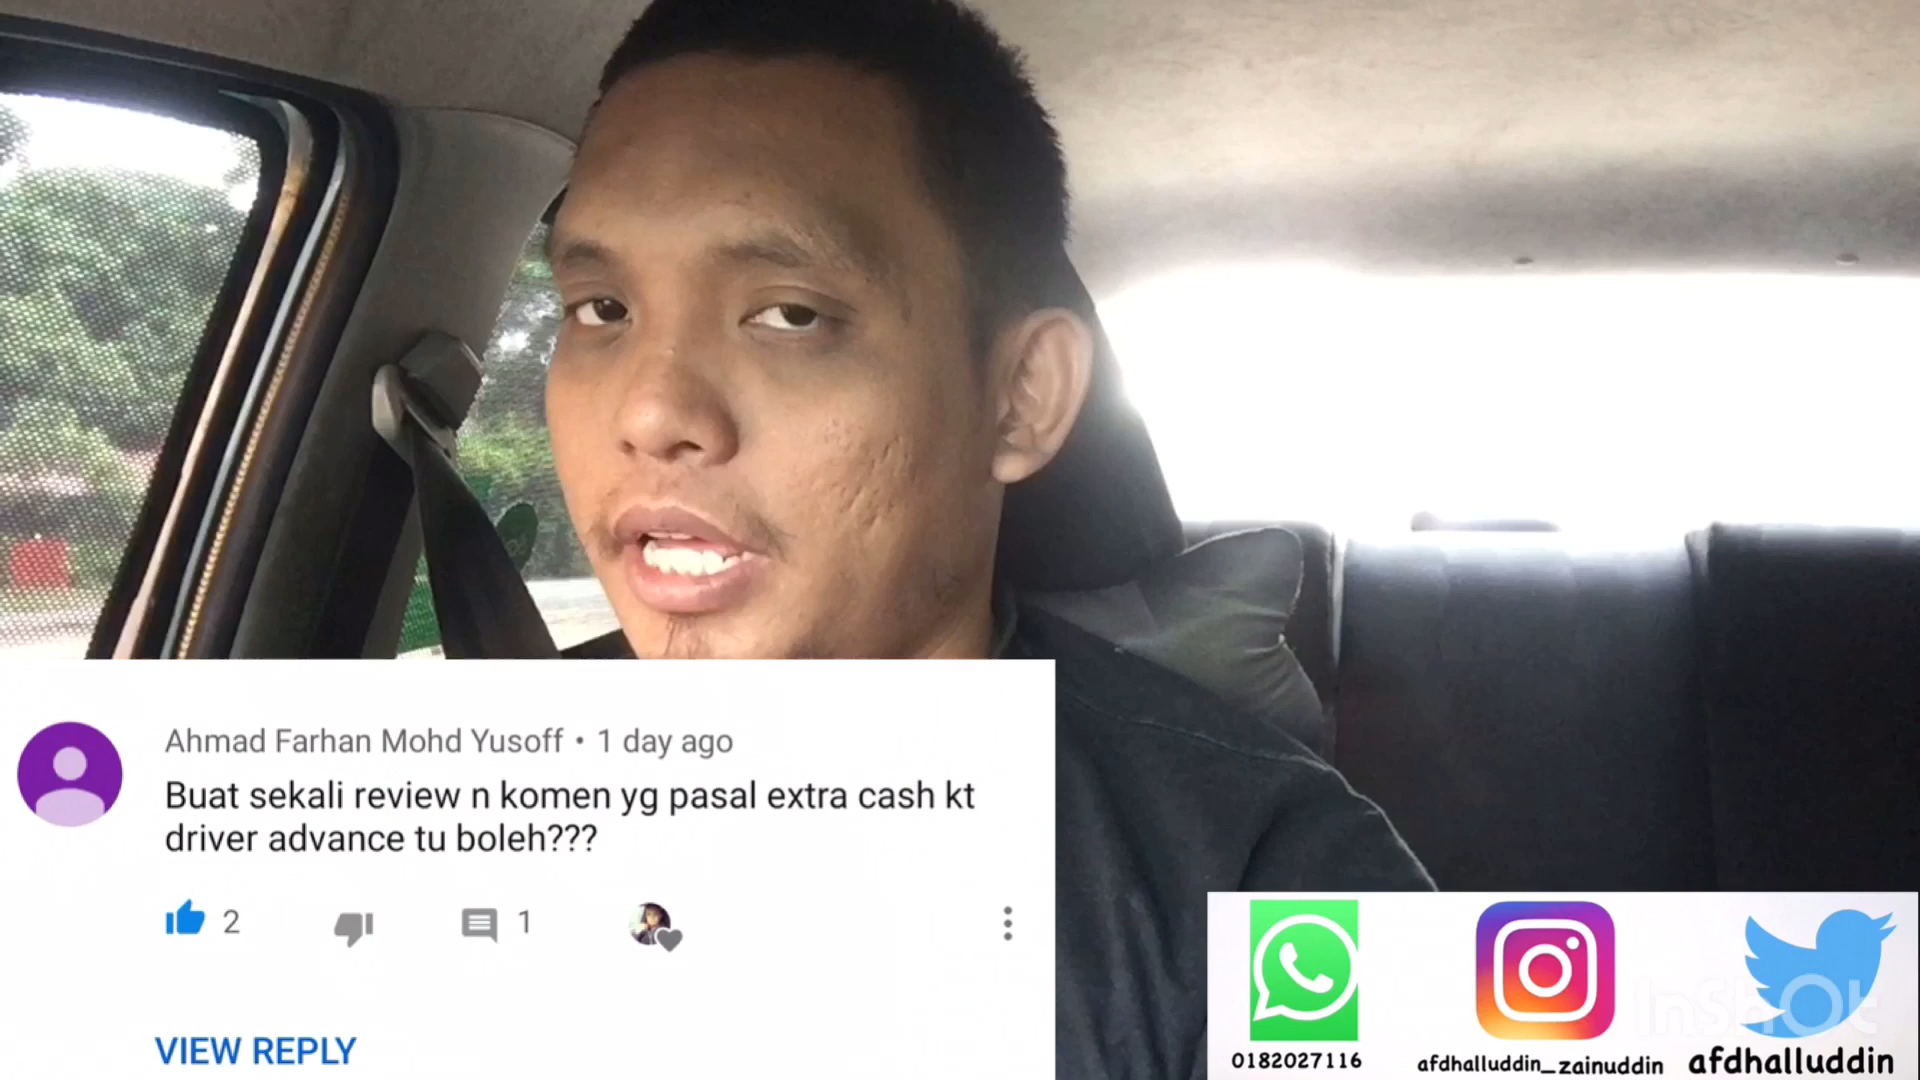 Ahmad Farhan Mohd Yusoff • 1 day ago
Buat sekali review n komen yg pasal extra cash kt
driver advance tu boleh???
2
1
VIEW REPLY
InShOt
0182027116
afdhalluddin_zainuddin
afdhalluddin